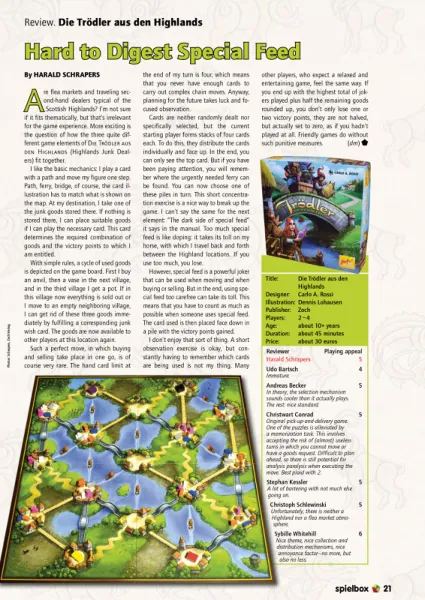 Review. Die Trödler aus den Highlands
Hard to Digest Special Feed
By HARALD SCHRAPERS
Are flea markets and traveling sec-
ond-hand dealers typical of the
Scottish Highlands? I'm not sure
if it fits thematically, but that's irrelevant
for the game experience. More exciting is
the question of how the three quite dif-
ferent game elements of DIE TRÖDLER AUS
DEN HIGHLANDS (Highlands Junk Deal-
ers) fit together.
I like the basic mechanic: I play a card
with a path and move my figure one step.
Path, ferry, bridge, of course, the card il-
lustration has to match what is shown on
the map. At my destination, I take one of
the junk goods stored there. If nothing is
stored there, I can place suitable goods
if I can play the necessary card. This card
determines the required combination of
goods and the victory points to which I
am entitled.
With simple rules, a cycle of used goods
is depicted on the game board. First I buy
an anvil, then a vase in the next village,
and in the third village I get a pot. If in
this village now everything is sold out or
I move to an empty neighboring village,
I can get rid of these three goods imme-
diately by fulfilling a corresponding junk
wish card. The goods are now available to
other players at this location again.
Such a perfect move, in which buying
and selling take place in one go, is of
course very rare. The hand card limit at
the end of my turn is four, which means
that you never have enough cards to
carry out complex chain moves. Anyway,
planning for the future takes luck and fo-
cused observation.
Cards are neither randomly dealt nor
specifically selected, but the current
starting player forms stacks of four cards
each. To do this, they distribute the cards
individually and face up. In the end, you
can only see the top card. But if you have
been paying attention, you will remem-
ber where the urgently needed ferry can
be found. You can now choose one of
these piles in turn. This short concentra-
tion exercise is a nice way to break up the
game. I can't say the same for the next
element: "The dark side of special feed"
it says in the manual. Too much special
feed is like doping: it takes its toll on my
horse, with which I travel back and forth
between the Highland locations. If you
use too much, you lose.
However, special feed is a powerful joker
that can be used when moving and when
buying or selling. But in the end, using spe-
cial feed too carefree can take its toll. This
means that you have to count as much as
possible when someone uses special feed.
The card used is then placed face down in
a pile with the victory points gained.
I don't enjoy that sort of thing. A short
observation exercise is okay, but con-
stantly having to remember which cards
are being used is not my thing. Many
other players, who expect a relaxed and
entertaining game, feel the same way. If
you end up with the highest total of jok-
ers played plus half the remaining goods
rounded up, you don't only lose one or
two victory points, they are not halved,
but actually set to zero, as if you hadn't
played at all. Friendly games do without
such punitive measures. (dm)
Trödler
Title: Die Trödler aus den
Highlands
Designer: Carlo A. Rossi
Illustration: Dennis Lohausen
Publisher: Zoch
Players: 2–4
Age: about 10+ years
Duration: about 45 minutes
Price: about 30 euros
Reviewer Playing appeal
Harald Schrapers 5
Udo Bartsch 4
Immature.
Andreas Becker 5
In theory, the selection mechanism
sounds cooler than it actually plays.
The rest: nice standard.
Christwart Conrad 5
Original pick-up-and-delivery game.
One of the puzzles is alleviated by
a memorization task. This involves
accepting the risk of (almost) useless
turns in which you cannot move or
have a goods request. Difficult to plan
ahead, so there is still potential for
analysis paralysis when executing the
move. Best plaid with 2.
Stephan Kessler 5
A lot of bartering with not much else
going on.
Christoph Schlewinski 5
Unfortunately, there is neither a
Highland nor a flea market atmo-
sphere.
Sybille Whitehill 6
Nice theme, nice collection and
distribution mechanisms, nice
annoyance factor–no more, but
also no less.
spielbox 21